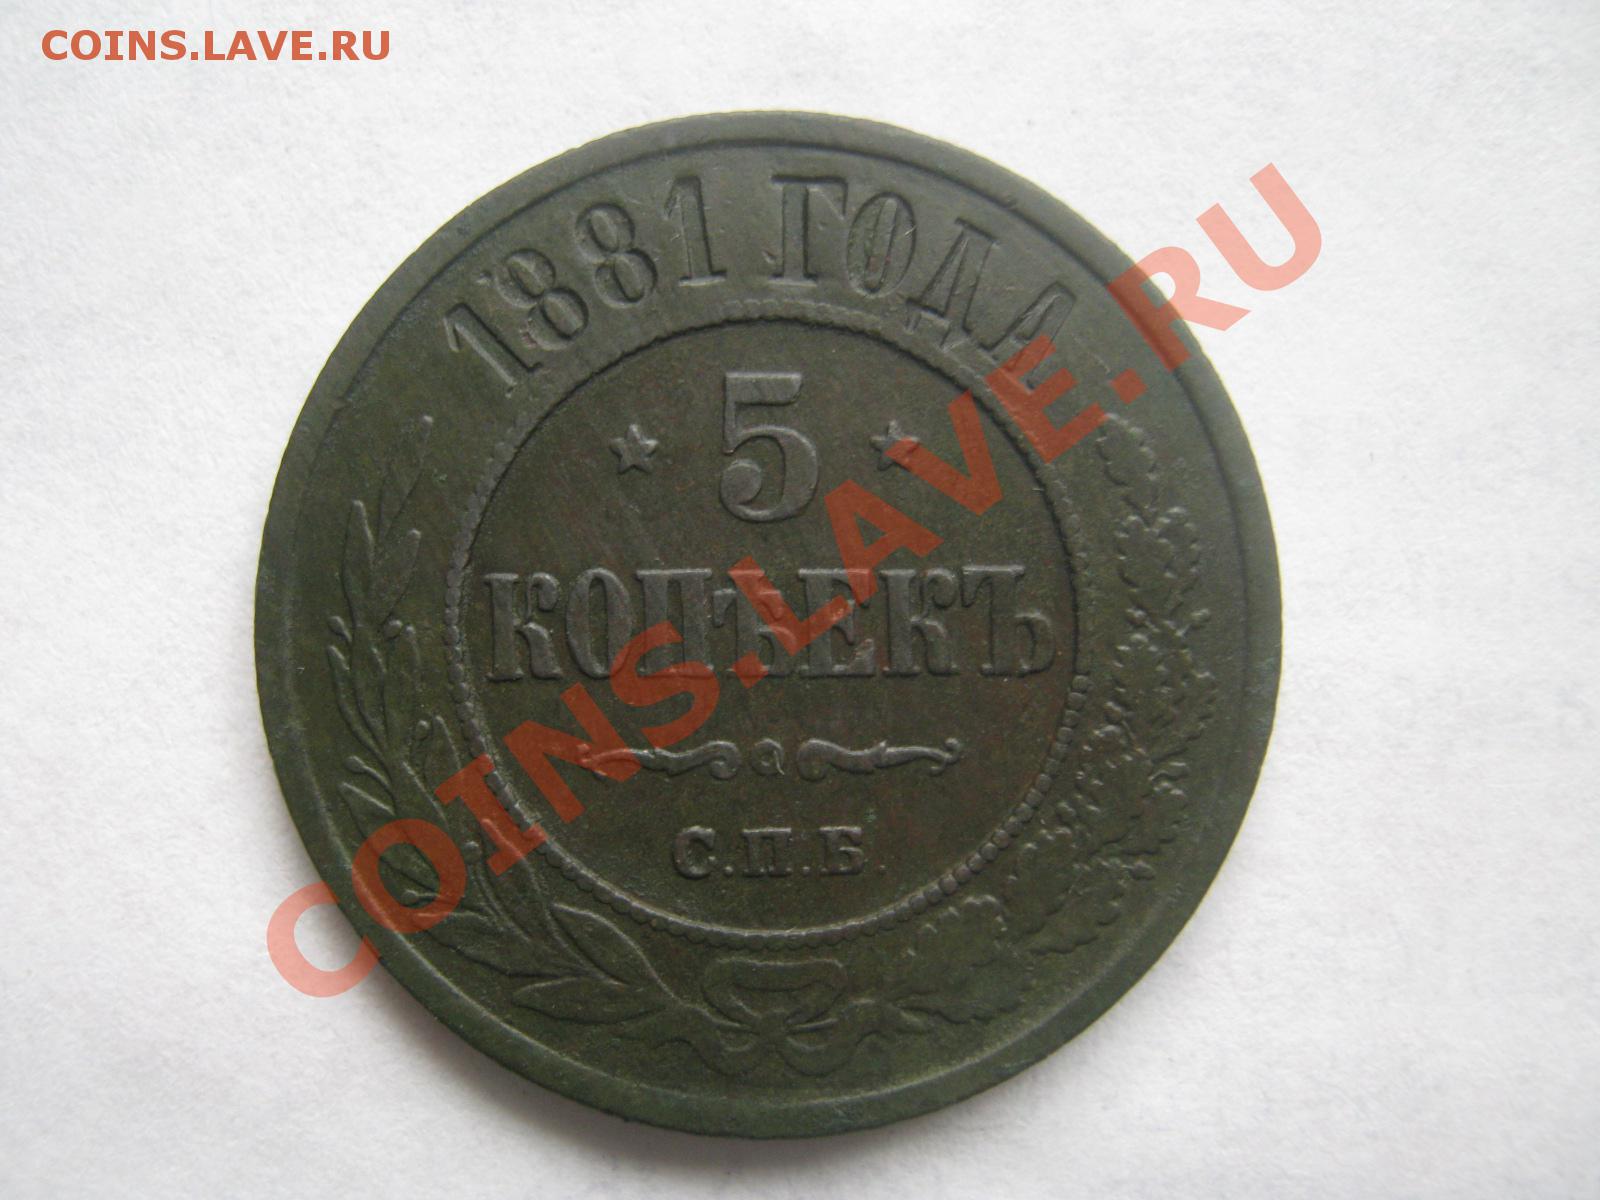 COINS.LAVE.RU
1881 ГОДА
5
КОПѢЕКЪ
С.П.Б.
COINS.LAVE.RU